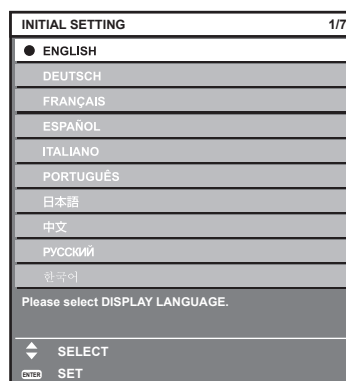 INITIAL SETTING 1/7
ENGLISH
DEUTSCH
FRANÇAIS
ESPAÑOL
ITALIANO
PORTUGUÊS
日本語
中文
РУССКИЙ
한국어
Please select DISPLAY LANGUAGE.
SELECT
ENTER SET